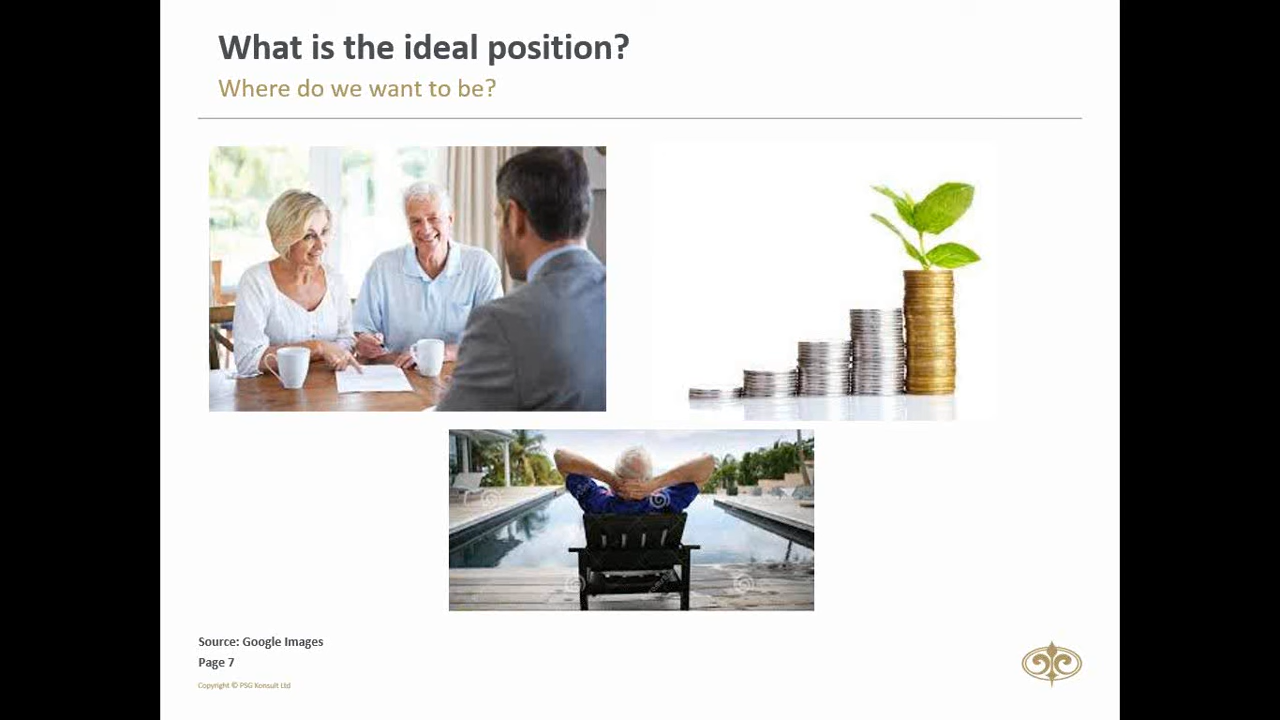 What is the ideal position?
Where do we want to be?
Source: Google Images
Page 7
Copyright © PSG Konsult Ltd